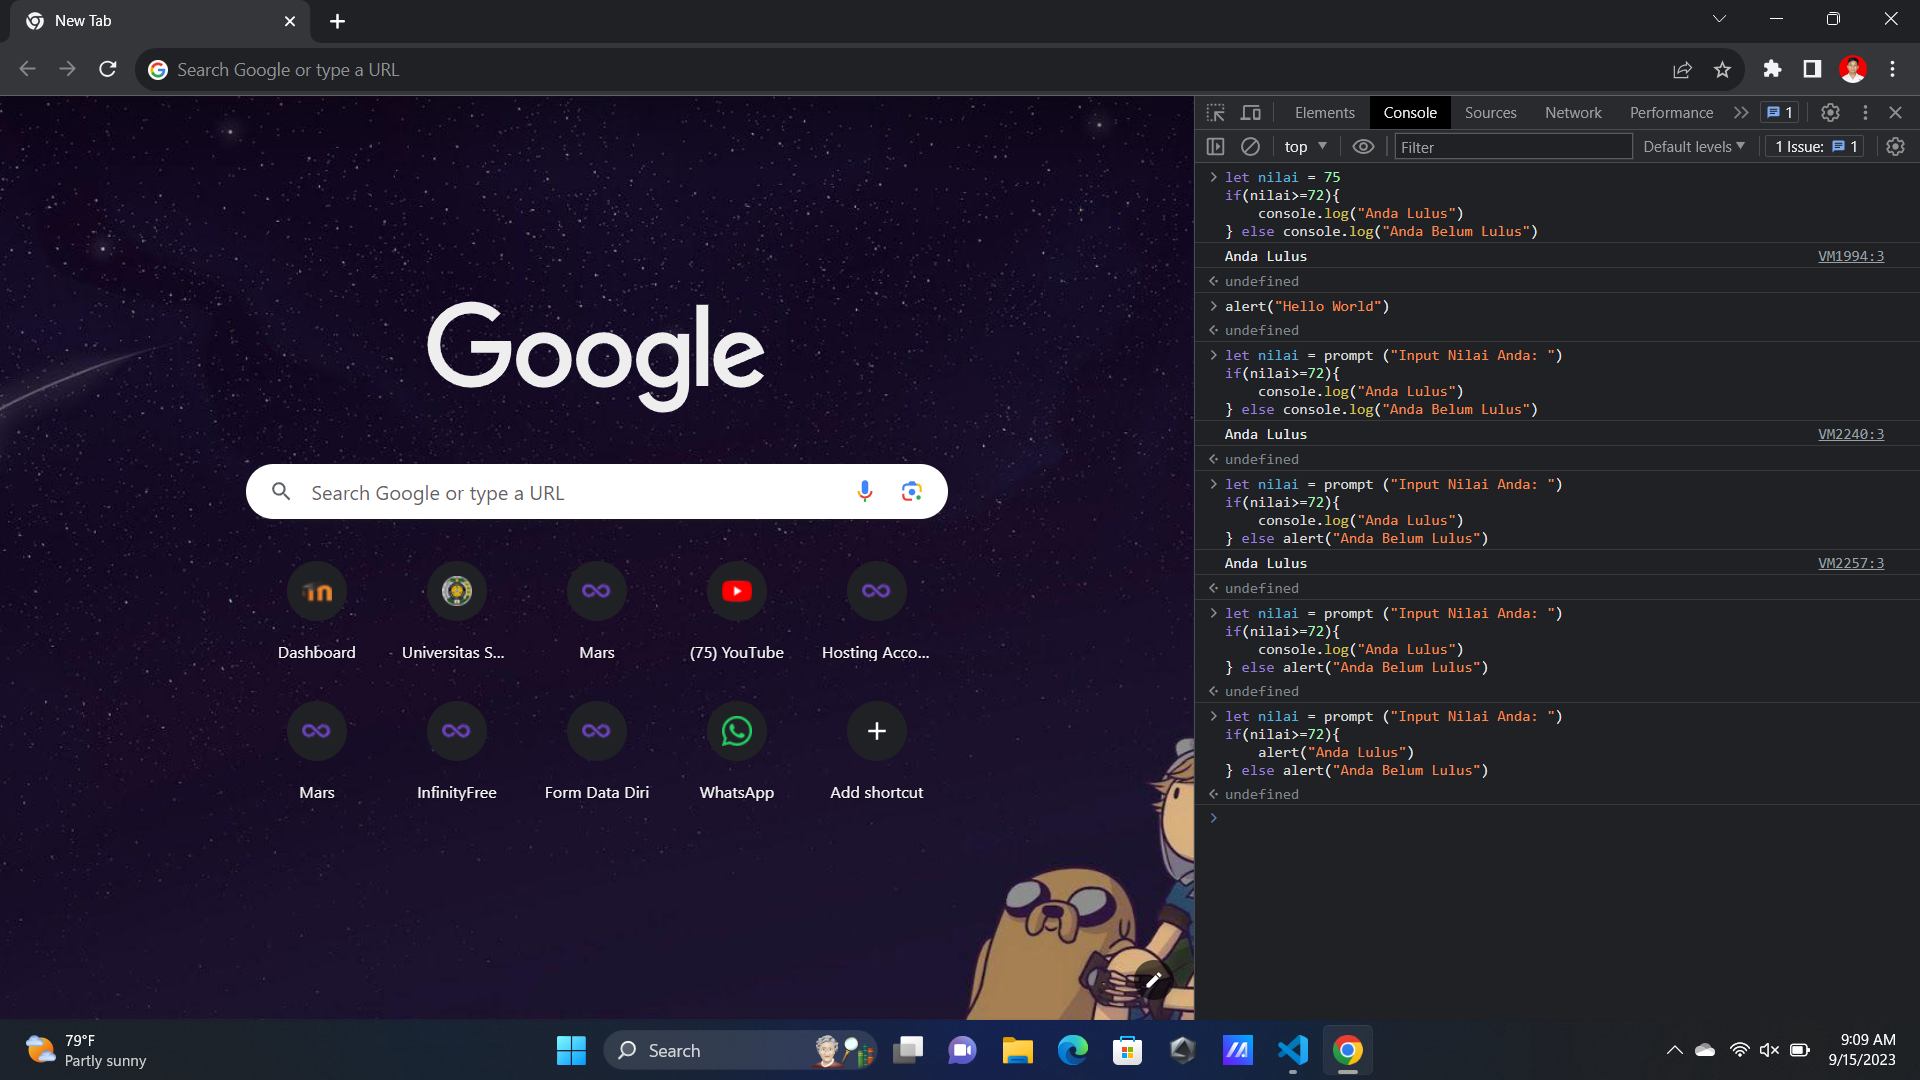 New Tab
Search Google or type a URL
Elements Console Sources Network Performance 1
top Filter Default levels 1 Issue: 1
let nilai = 75
if(nilai>=72){
console.log("Anda Lulus")
} else console.log("Anda Belum Lulus")
Anda Lulus VM1994:3
undefined
alert("Hello World")
undefined
let nilai = prompt ("Input Nilai Anda: ")
if(nilai>=72){
console.log("Anda Lulus")
} else console.log("Anda Belum Lulus")
Anda Lulus VM2240:3
undefined
let nilai = prompt ("Input Nilai Anda: ")
if(nilai>=72){
console.log("Anda Lulus")
} else alert("Anda Belum Lulus")
Anda Lulus VM2257:3
undefined
let nilai = prompt ("Input Nilai Anda: ")
if(nilai>=72){
console.log("Anda Lulus")
} else alert("Anda Belum Lulus")
undefined
let nilai = prompt ("Input Nilai Anda: ")
if(nilai>=72){
alert("Anda Lulus")
} else alert("Anda Belum Lulus")
undefined
Google
Search Google or type a URL
Dashboard Universitas S... Mars (75) YouTube Hosting Acco...
Mars InfinityFree Form Data Diri WhatsApp Add shortcut
79°F
Partly sunny
Search
9:09 AM
9/15/2023